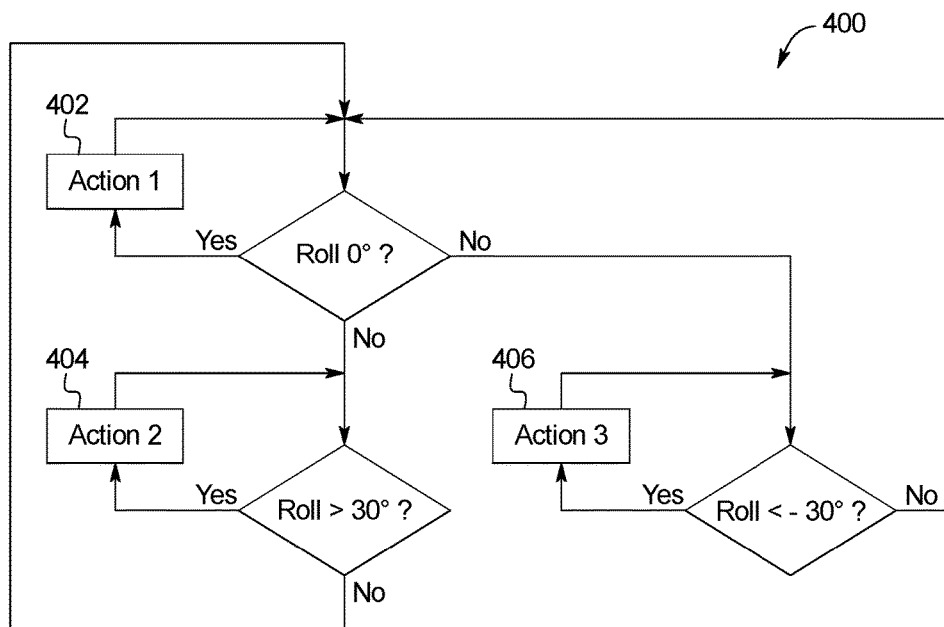 400
402
Action 1
Yes
Roll 0° ?
No
No
404
Action 2
Yes
Roll > 30° ?
No
406
Action 3
Yes
Roll < - 30° ?
No